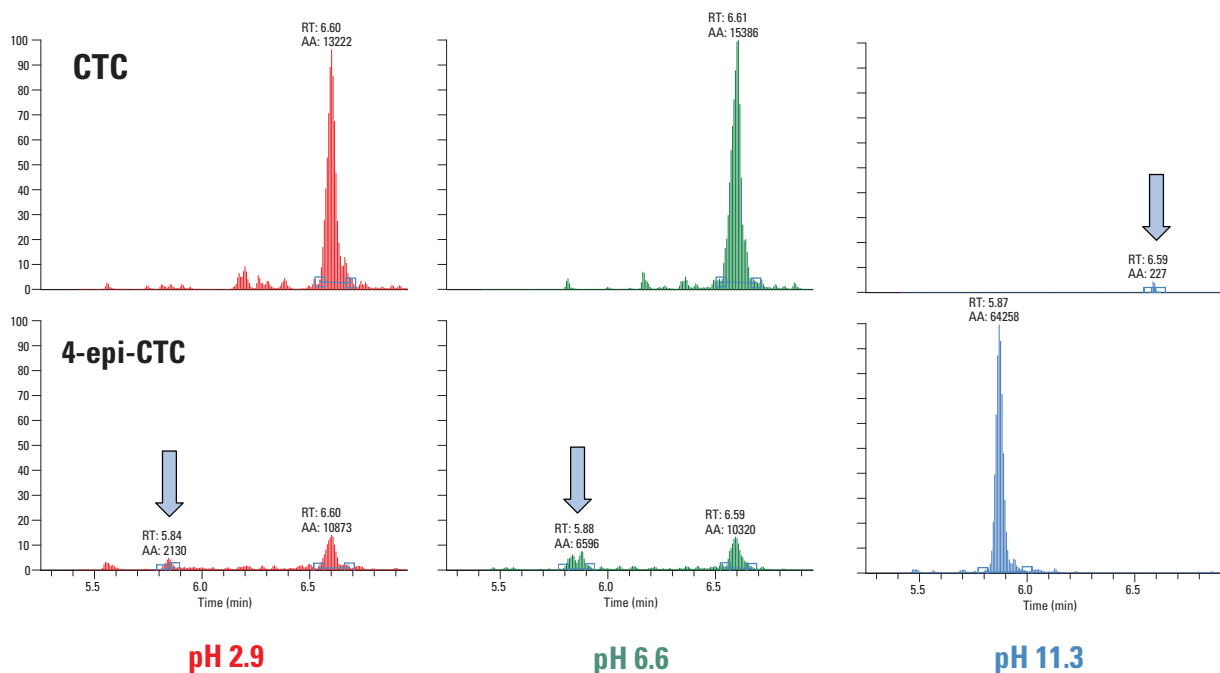 RT: 6.60
AA: 13222
100
90
80
70
60
50
40
30
20
10
0
CTC
RT: 6.61
AA: 15386
RT: 6.59
AA: 227
100
90
80
70
60
50
40
30
20
10
0
4-epi-CTC
RT: 5.84
AA: 2130
RT: 6.60
AA: 10873
5.5 6.0 6.5
Time (min)
RT: 5.88
AA: 6596
RT: 6.59
AA: 10320
5.5 6.0 6.5
Time (min)
RT: 5.87
AA: 64258
5.5 6.0 6.5
Time (min)
pH 2.9
pH 6.6
pH 11.3